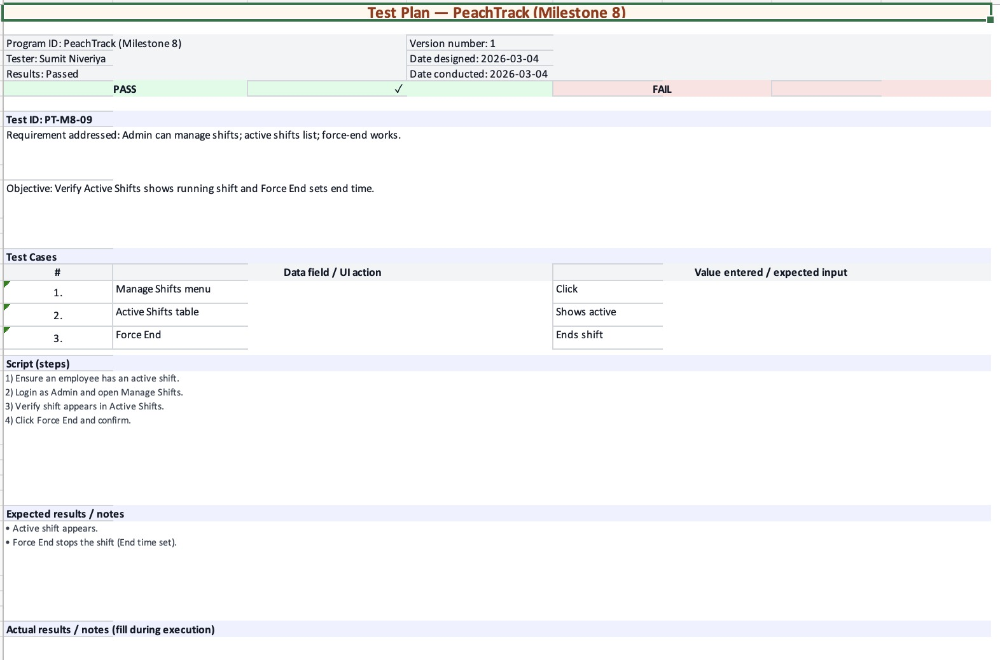 Test Plan — PeachTrack (Milestone 8)
Program ID: PeachTrack (Milestone 8) Version number: 1
Tester: Sumit Niveriya Date designed: 2026-03-04
Results: Passed Date conducted: 2026-03-04
PASS ✓ FAIL
Test ID: PT-M8-09
Requirement addressed: Admin can manage shifts; active shifts list; force-end works.
Objective: Verify Active Shifts shows running shift and Force End sets end time.
Test Cases
# Data field / UI action Value entered / expected input
1. Manage Shifts menu Click
2. Active Shifts table Shows active
3. Force End Ends shift
Script (steps)
1) Ensure an employee has an active shift.
2) Login as Admin and open Manage Shifts.
3) Verify shift appears in Active Shifts.
4) Click Force End and confirm.
Expected results / notes
• Active shift appears.
• Force End stops the shift (End time set).
Actual results / notes (fill during execution)